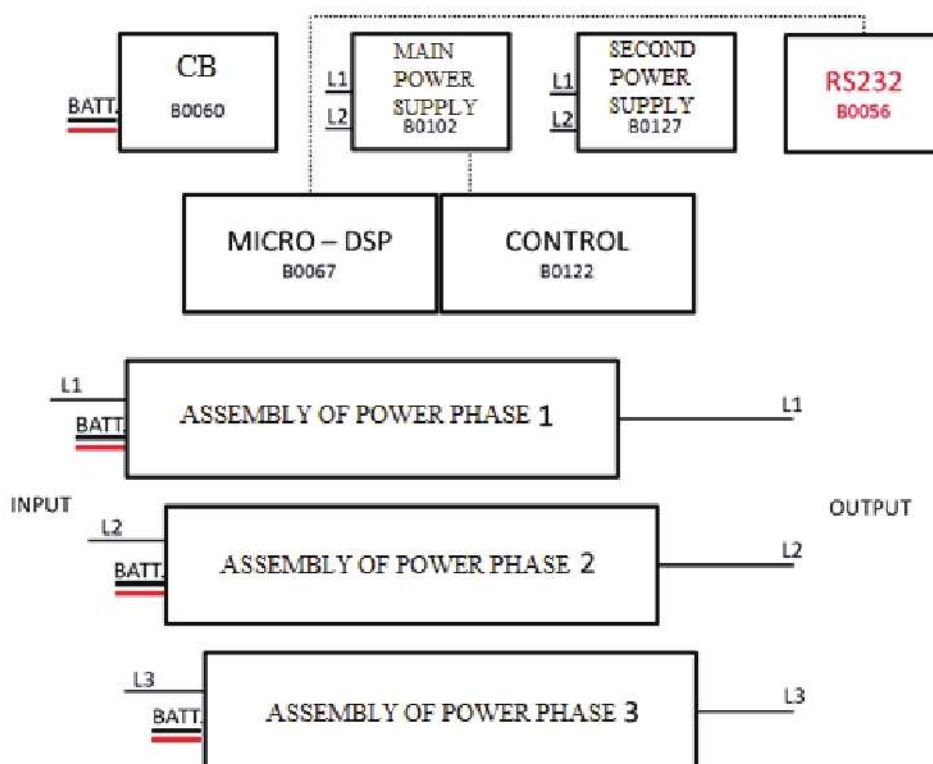 CB
B0060
BATT.
MAIN
POWER
SUPPLY
B0102
L1
L2
SECOND
POWER
SUPPLY
B0127
L1
L2
RS232
B0056
MICRO – DSP
B0067
CONTROL
B0122
L1
BATT.
ASSEMBLY OF POWER PHASE 1
L1
INPUT
OUTPUT
L2
BATT.
ASSEMBLY OF POWER PHASE 2
L2
L3
BATT.
ASSEMBLY OF POWER PHASE 3
L3